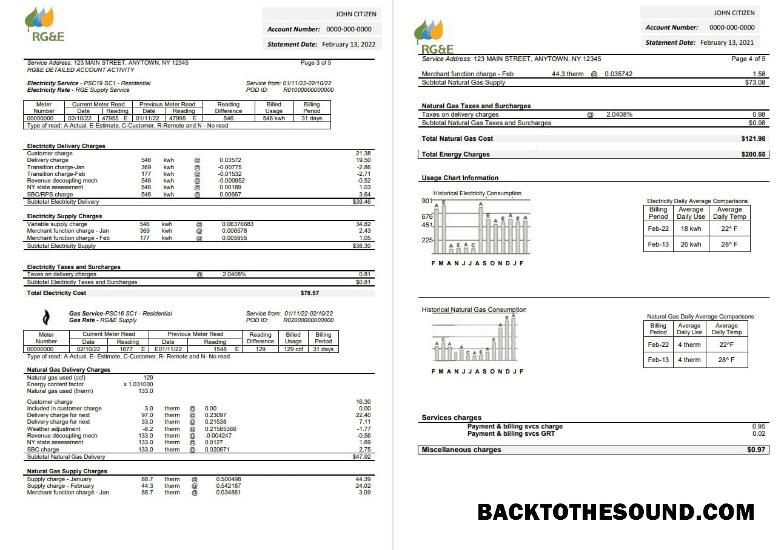 JOHN CITIZEN
Account Number: 0000-000-0000
RG&E
Statement Date: February 13, 2022
Service Address: 123 MAIN STREET, ANYTOWN, NY 12345 Page 3 of 5
RG&E DETAILED ACCOUNT ACTIVITY
Electricity Service - PSC19 SC1 - Residential Service from: 01/11/22-02/10/22
Electricity Rate - RGE Supply Service POD ID: R01000000000000
Meter Number Current Meter Read Previous Meter Read Reading Difference Billed Usage Billing Period
Date Reading Date Reading
00000000 02/10/22 47955 E 01/11/22 47995 E 546 546 kwh 31 days
Type of read: A-Actual, E-Estimate, C-Customer, R-Remote and N - No read
Electricity Delivery Charges
Customer charge 21.38
Delivery charge 546 kwh @ 0.03572 19.50
Transition charge-Jan 369 kwh @ -0.00775 -2.86
Transition charge-Feb 177 kwh @ -0.01532 -2.71
Revenue decoupling mech 546 kwh @ -0.000952 -0.52
NY state assessment 546 kwh @ 0.00189 1.03
SBC/RPS charge 546 kwh @ 0.00667 3.64
Subtotal Electricity Delivery $39.46
Electricity Supply Charges
Variable supply charge 546 kwh @ 0.06376683 34.82
Merchant function charge - Jan 369 kwh @ 0.006578 2.43
Merchant function charge - Feb 177 kwh @ 0.005955 1.05
Subtotal Electricity Supply $38.30
Electricity Taxes and Surcharges
Taxes on delivery charges @ 2.0408% 0.81
Subtotal Electricity Taxes and Surcharges $0.81
Total Electricity Cost $78.57
Gas Service-PSC16 SC1 - Residential Service from: 01/11/22-02/10/22
Gas Rate - RG&E Supply POD ID: R02000000000000
Meter Number Current Meter Read Previous Meter Read Reading Difference Billed Usage Billing Period
Date Reading Date Reading
00000000 02/10/22 1677 E E01/11/22 1548 E 129 129 ccf 31 days
Type of read: A-Actual, E- Estimate, C-Customer, R- Remote and N- No read
Natural Gas Delivery Charges
Natural gas used (ccf) 129
Energy content factor x 1.031000
Natural gas used (therm) 133.0
Customer charge 16.30
Included in customer charge 3.0 therm @ 0.00 0.00
Delivery charge for next 97.0 therm @ 0.23097 22.40
Delivery charge for next 33.0 therm @ 0.21538 7.11
Weather adjustment -8.2 therm @ 0.21585366 -1.77
Revenue decoupling mech 133.0 therm @ -0.004247 -0.56
NY state assessment 133.0 therm @ 0.0127 1.69
SBC charge 133.0 therm @ 0.020671 2.75
Subtotal Natural Gas Delivery $47.92
Natural Gas Supply Charges
Supply charge - January 88.7 therm @ 0.500498 44.39
Supply charge - February 44.3 therm @ 0.542187 24.02
Merchant function charge - Jan 88.7 therm @ 0.034861 3.09
JOHN CITIZEN
Account Number: 0000-000-0000
RG&E
Statement Date: February 13, 2021
Service Address: 123 MAIN STREET, ANYTOWN, NY 12345 Page 4 of 5
Merchant function charge - Feb 44.3 therm @ 0.035742 1.58
Subtotal Natural Gas Supply $73.08
Natural Gas Taxes and Surcharges
Taxes on delivery charges @ 2.0408% 0.98
Subtotal Natural Gas Taxes and Surcharges $0.98
Total Natural Gas Cost $121.98
Total Energy Charges $200.55
Usage Chart Information
Historical Electricity Consumption
901
676
451
225
F M A M J J A S O N D J F
Electricity Daily Average Comparisons
Billing Period Average Daily Use Average Daily Temp
Feb-22 18 kwh 22^ F
Feb-13 26 kwh 28^ F
Historical Natural Gas Consumption
F M A M J J A S O N D J F
Natural Gas Daily Average Comparisons
Billing Period Average Daily Use Average Daily Temp
Feb-22 4 therm 22^F
Feb-13 4 therm 28^ F
Services charges
Payment & billing svcs charge 0.95
Payment & billing svcs GRT 0.02
Miscellaneous charges $0.97
BACKTOTHESOUND.COM